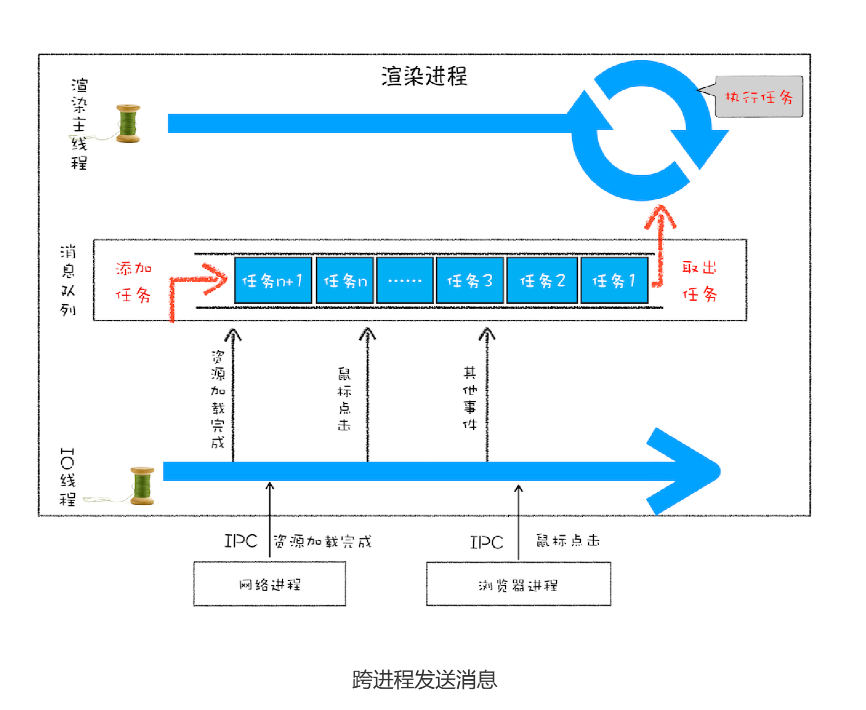 渲染进程
渲染主线程
执行任务
消息队列
添加
任务
任务n+1
任务n
……
任务3
任务2
任务1
取出
任务
资源加载完成
鼠标点击
其他事件
IO线程
IPC
资源加载完成
IPC
鼠标点击
网络进程
浏览器进程
跨进程发送消息